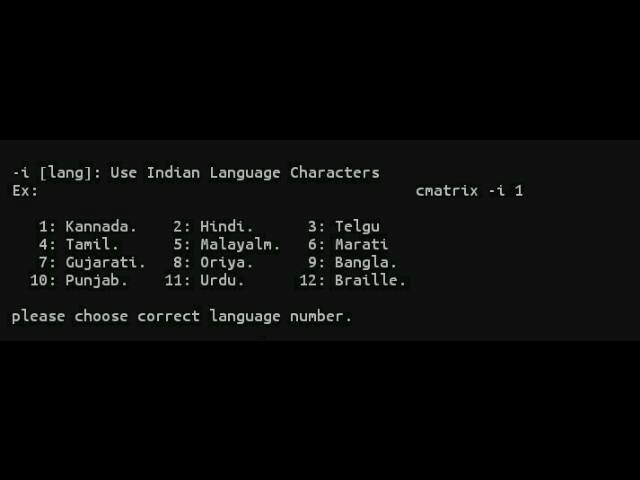 -i [lang]: Use Indian Language Characters
Ex: cmatrix -i 1
1: Kannada. 2: Hindi. 3: Telgu
4: Tamil. 5: Malayalm. 6: Marati
7: Gujarati. 8: Oriya. 9: Bangla.
10: Punjab. 11: Urdu. 12: Braille.
please choose correct language number.